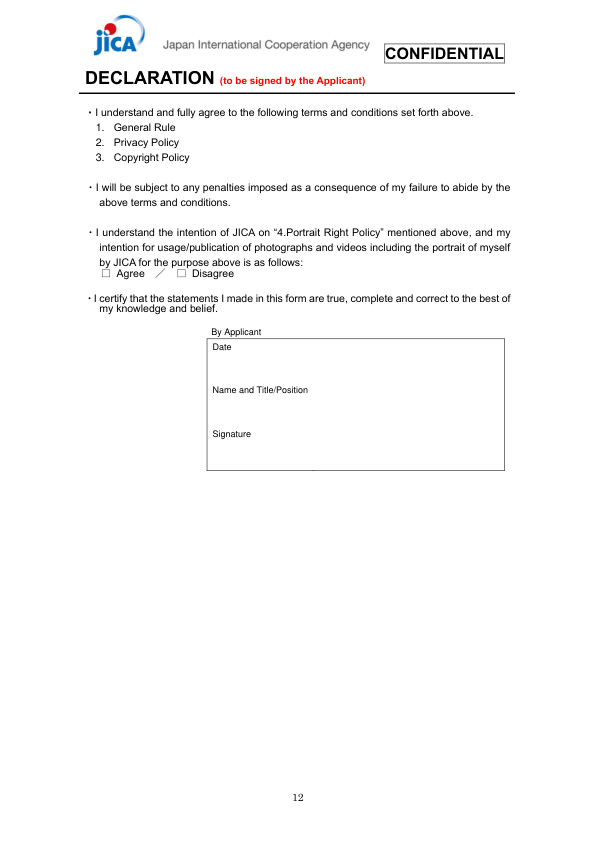 jICA
Japan International Cooperation Agency
CONFIDENTIAL
DECLARATION (to be signed by the Applicant)
・I understand and fully agree to the following terms and conditions set forth above.
1. General Rule
2. Privacy Policy
3. Copyright Policy
・I will be subject to any penalties imposed as a consequence of my failure to abide by the
above terms and conditions.
・I understand the intention of JICA on “4.Portrait Right Policy” mentioned above, and my
intention for usage/publication of photographs and videos including the portrait of myself
by JICA for the purpose above is as follows:
□ Agree ／ □ Disagree
・I certify that the statements I made in this form are true, complete and correct to the best of
my knowledge and belief.
By Applicant
Date
Name and Title/Position
Signature
12